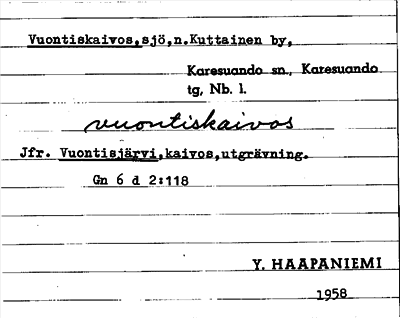 Vuontiskaivos,sjö,n.Kuttainen by,
Karesuando sn., Karesuando
tg, Nb. l.
vuontiskaivos
Jfr. Vuontisjärvi,kaivos,utgrävning.
Gn 6 d 2:118
Y. HAAPANIEMI
1958